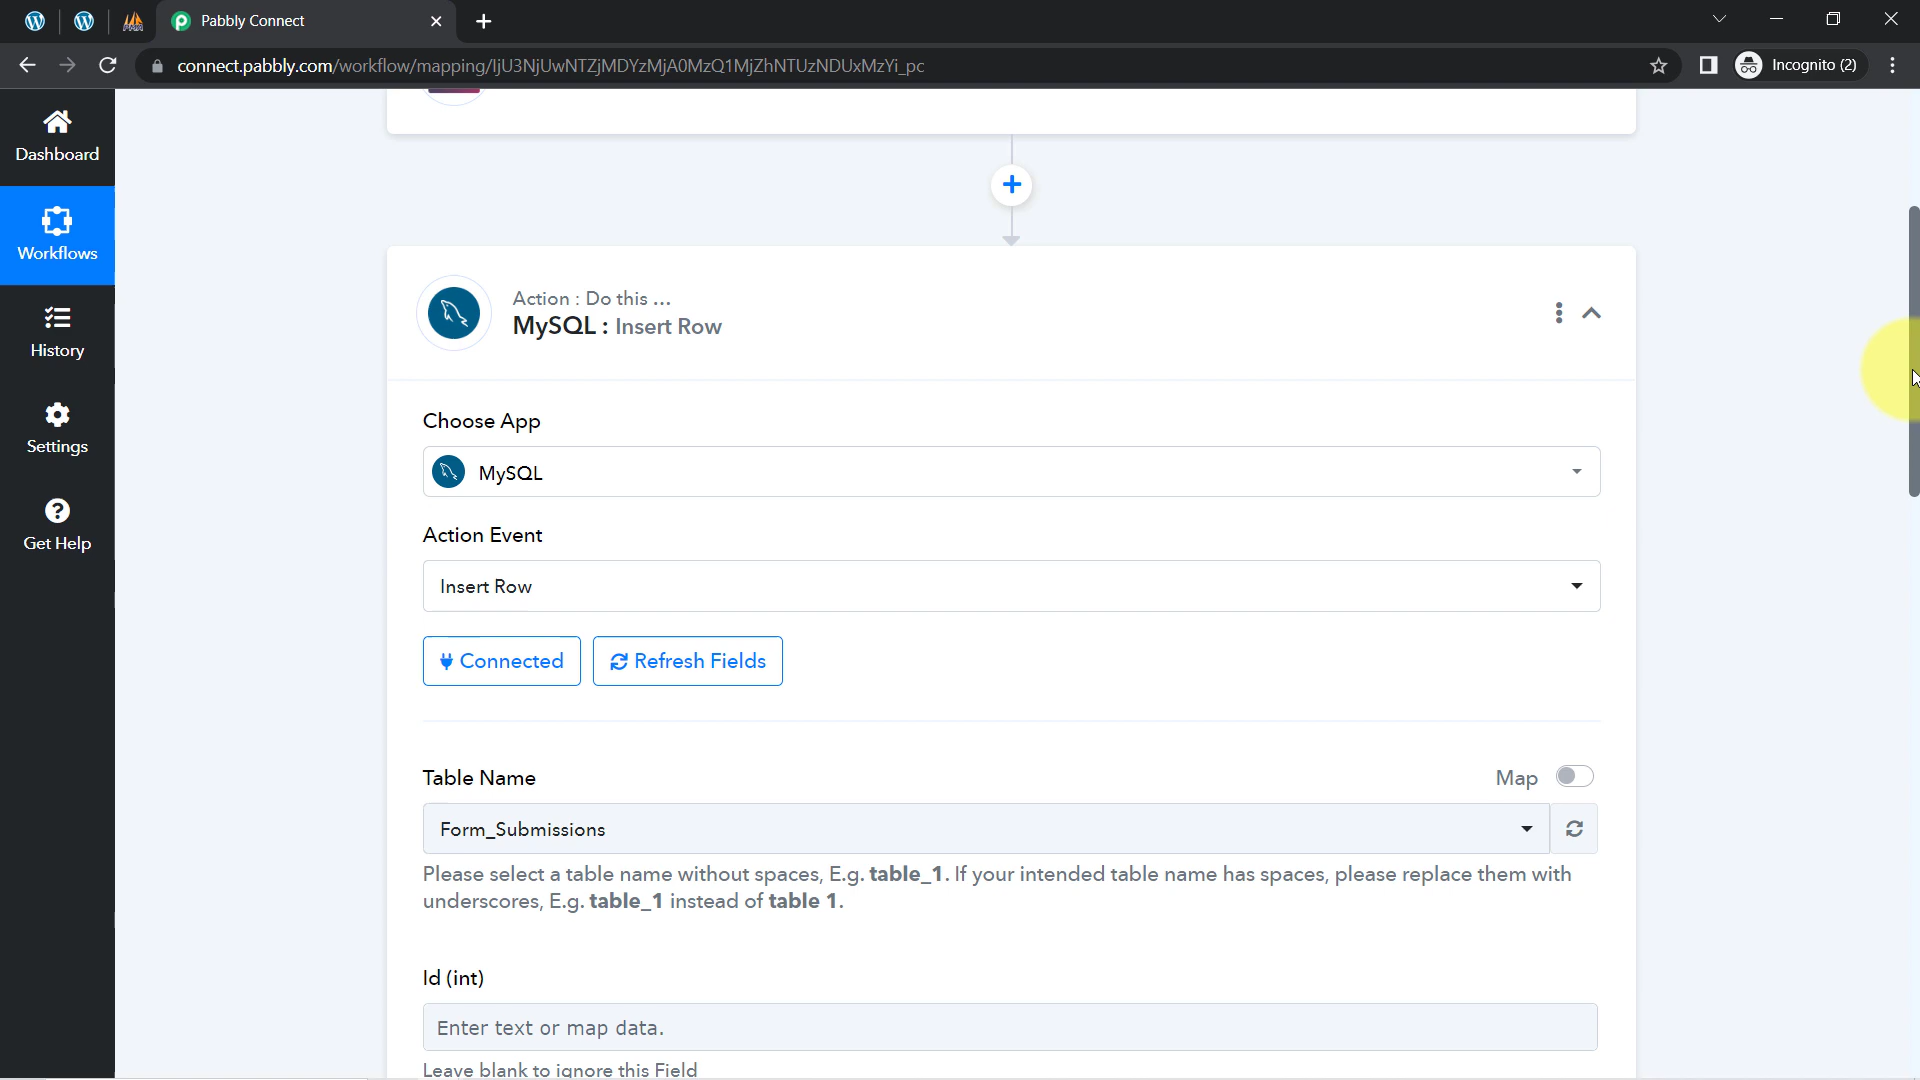 Pabbly Connect
connect.pabbly.com/workflow/mapping/IjU3NjUwNTZjMDYzMjA0MzQ1MjZhNTUzNDUxMzYi_pc
Incognito (2)
Dashboard
Workflows
History
Settings
Get Help
Action : Do this ...
MySQL : Insert Row
Choose App
MySQL
Action Event
Insert Row
Connected
Refresh Fields
Table Name
Map
Form_Submissions
Please select a table name without spaces, E.g. table_1. If your intended table name has spaces, please replace them with
underscores, E.g. table_1 instead of table 1.
Id (int)
Enter text or map data.
Leave blank to ignore this Field